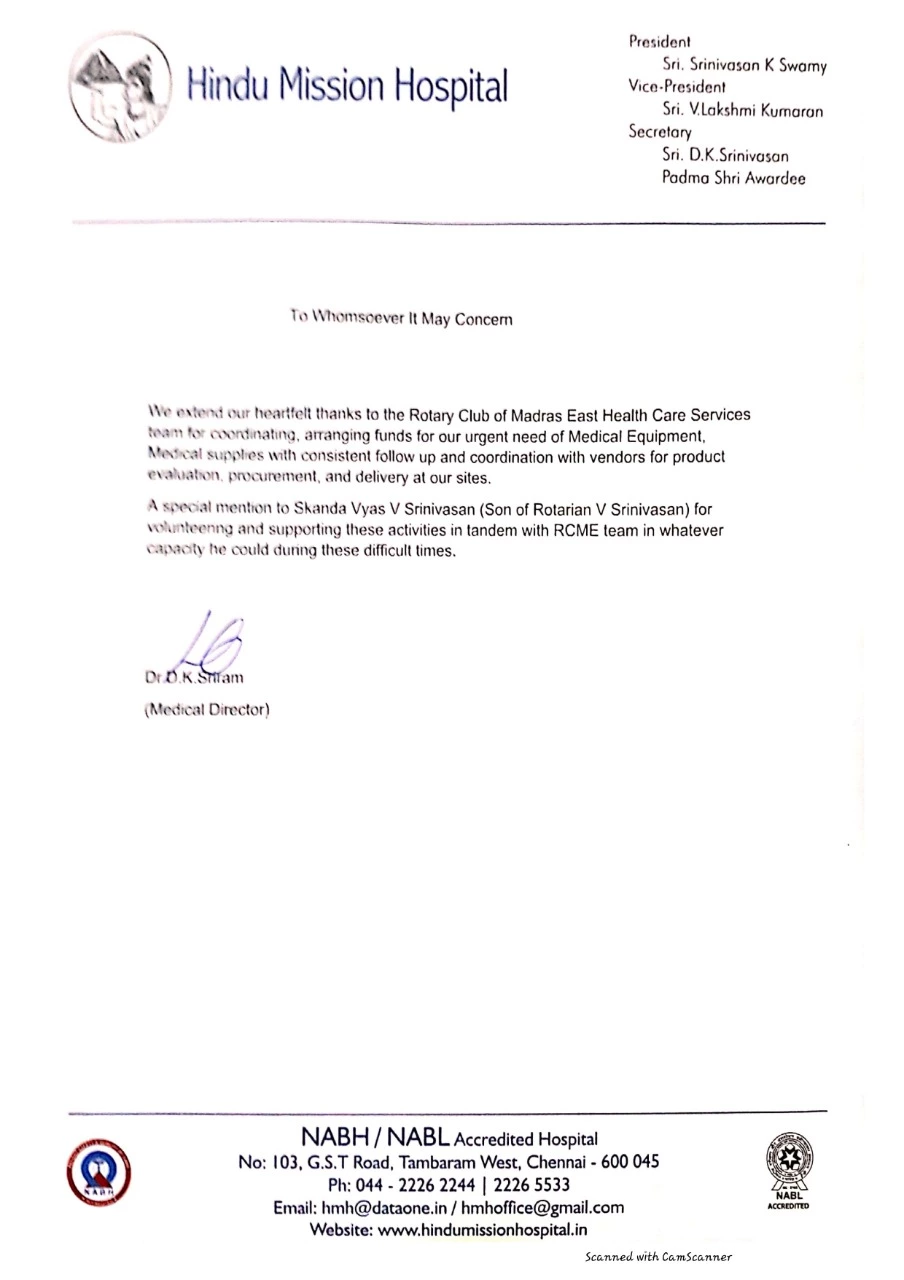 Hindu Mission Hospital
President
Sri. Srinivasan K Swamy
Vice-President
Sri. V.Lakshmi Kumaran
Secretary
Sri. D.K.Srinivasan
Padma Shri Awardee
To Whomsoever It May Concern
We extend our heartfelt thanks to the Rotary Club of Madras East Health Care Services
team for coordinating, arranging funds for our urgent need of Medical Equipment,
Medical supplies with consistent follow up and coordination with vendors for product
evaluation, procurement, and delivery at our sites.
A special mention to Skanda Vyas V Srinivasan (Son of Rotarian V Srinivasan) for
volunteering and supporting these activities in tandem with RCME team in whatever
capacity he could during these difficult times.
Dr.D.K.Sriram
(Medical Director)
NABH / NABL Accredited Hospital
No: 103, G.S.T Road, Tambaram West, Chennai - 600 045
Ph: 044 - 2226 2244 | 2226 5533
Email: hmh@dataone.in / hmhoffice@gmail.com
Website: www.hindumissionhospital.in
NABH
NABL
ACCREDITED
Scanned with CamScanner